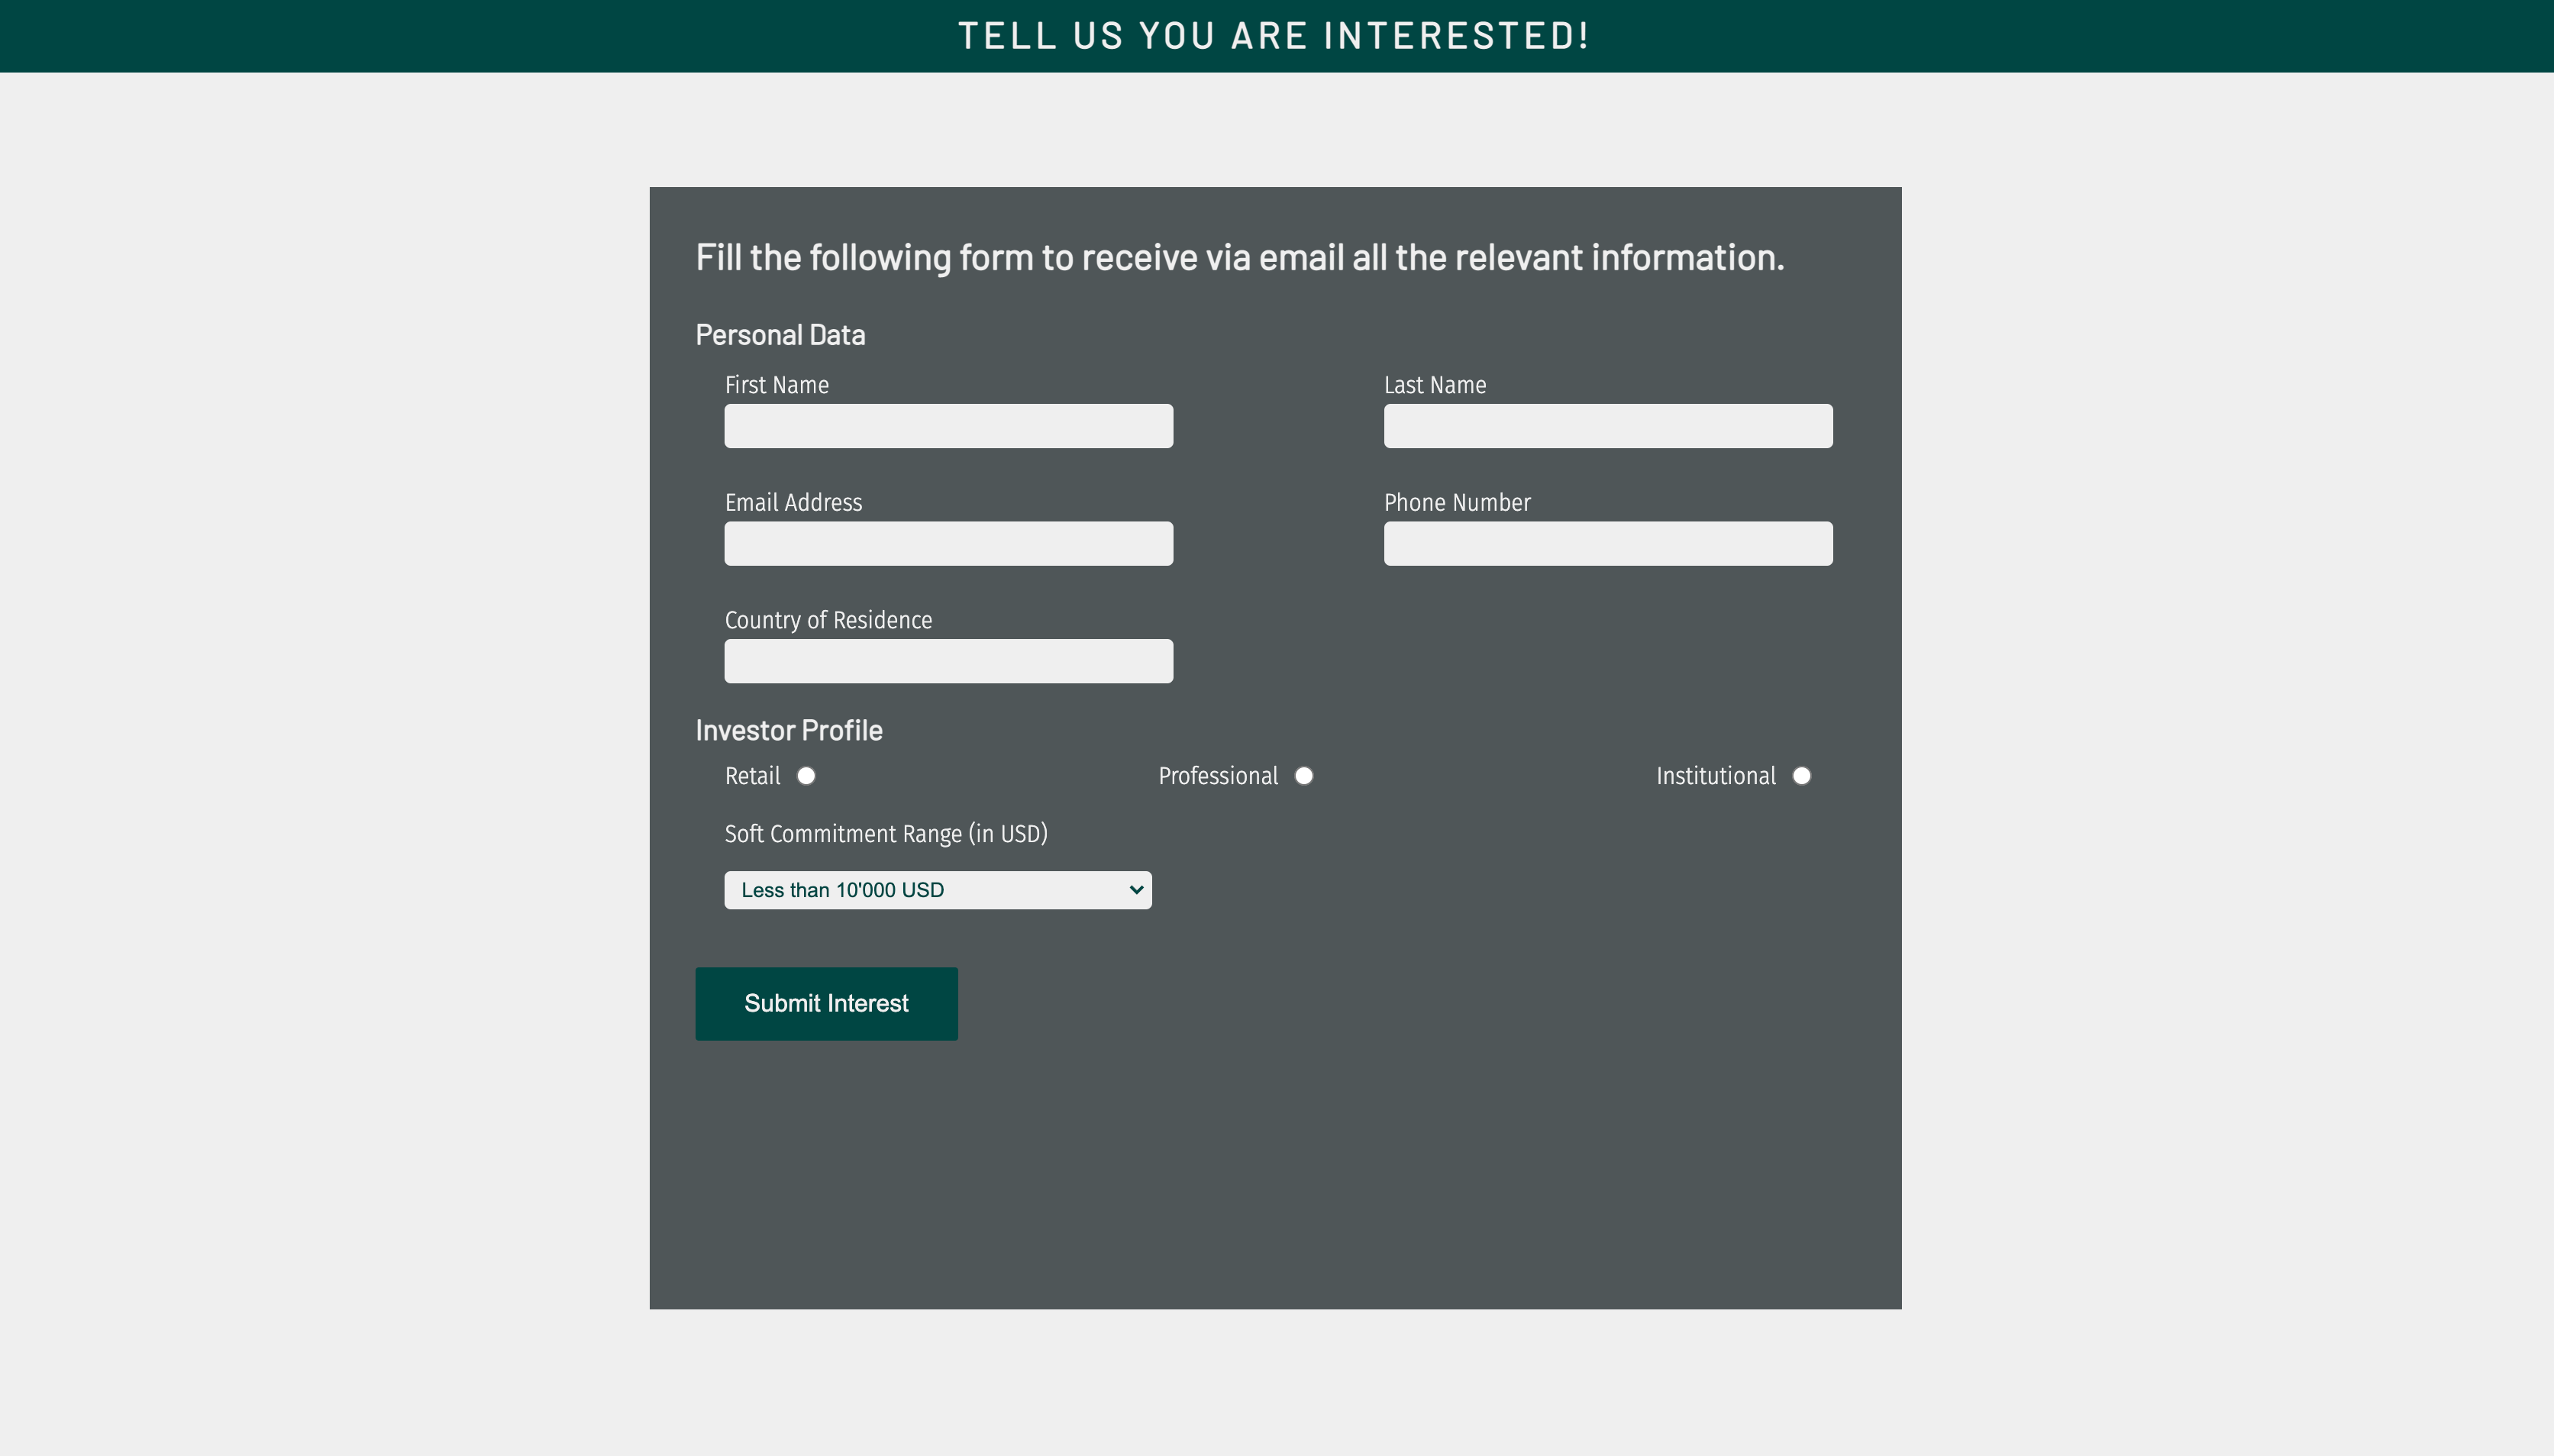 TELL US YOU ARE INTERESTED!
Fill the following form to receive via email all the relevant information.
Personal Data
First Name
Last Name
Email Address
Phone Number
Country of Residence
Investor Profile
Retail
Professional
Institutional
Soft Commitment Range (in USD)
Less than 10'000 USD
Submit Interest